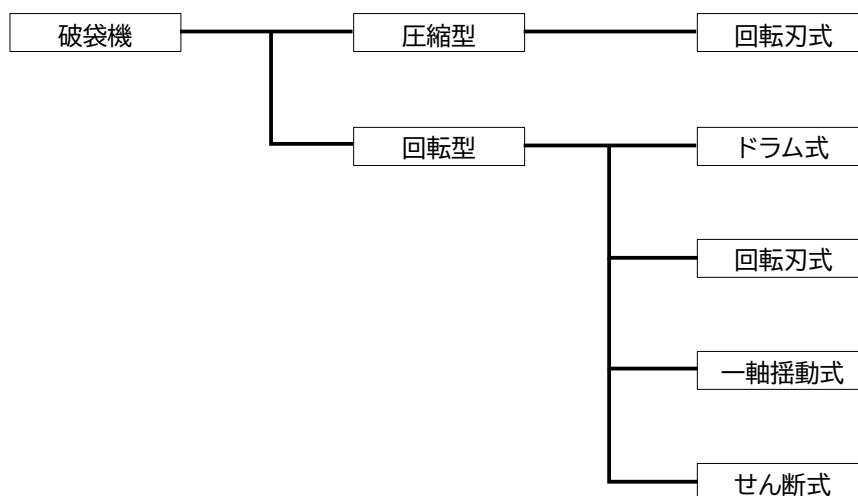 破袋機
圧縮型
回転刃式
回転型
ドラム式
回転刃式
一軸揺動式
せん断式